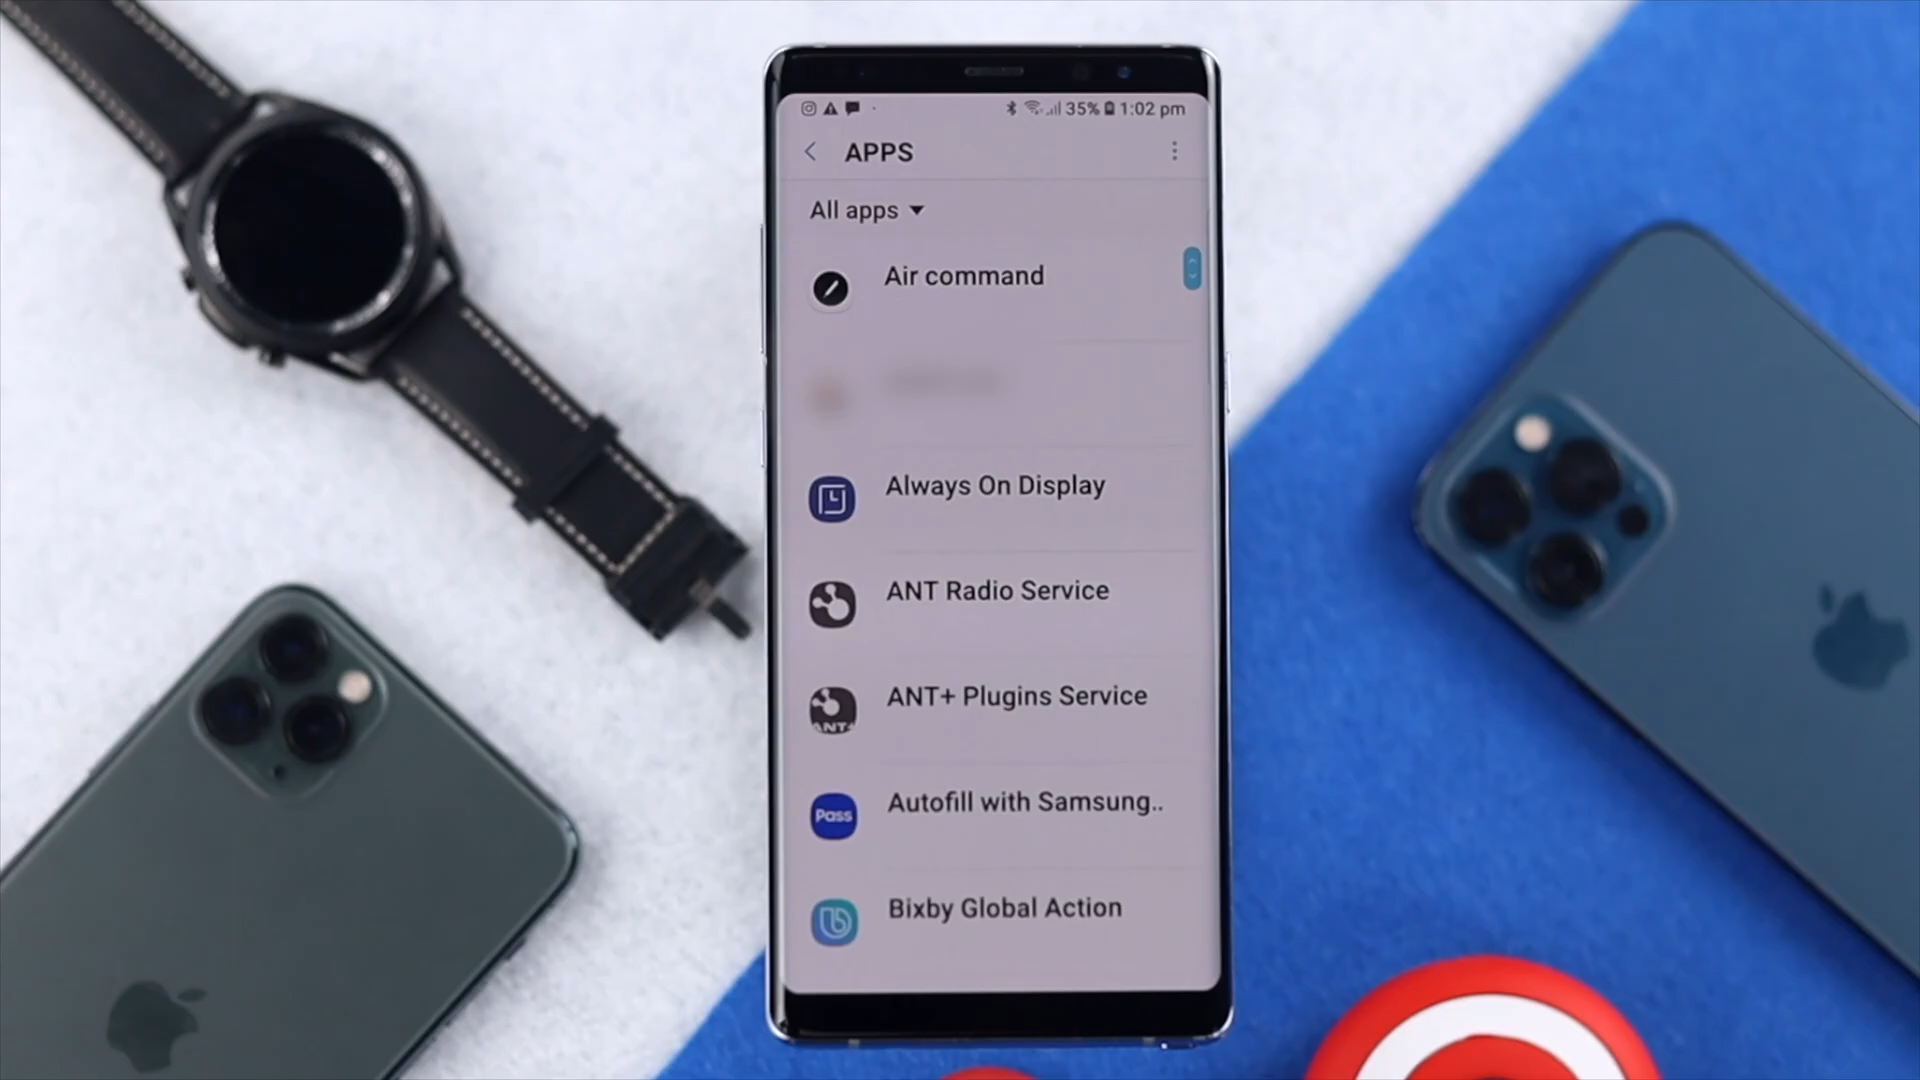 35% 1:02 pm
APPS
All apps
Air command
Always On Display
ANT Radio Service
ANT+ Plugins Service
ANT+
Autofill with Samsung..
Pass
Bixby Global Action